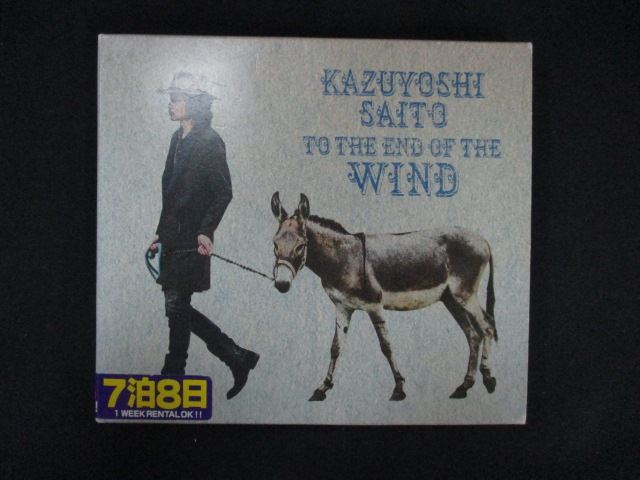 KAZUYOSHI
SAITO
TO THE END OF THE
WIND
7泊8日
1 WEEK RENTAL OK!!